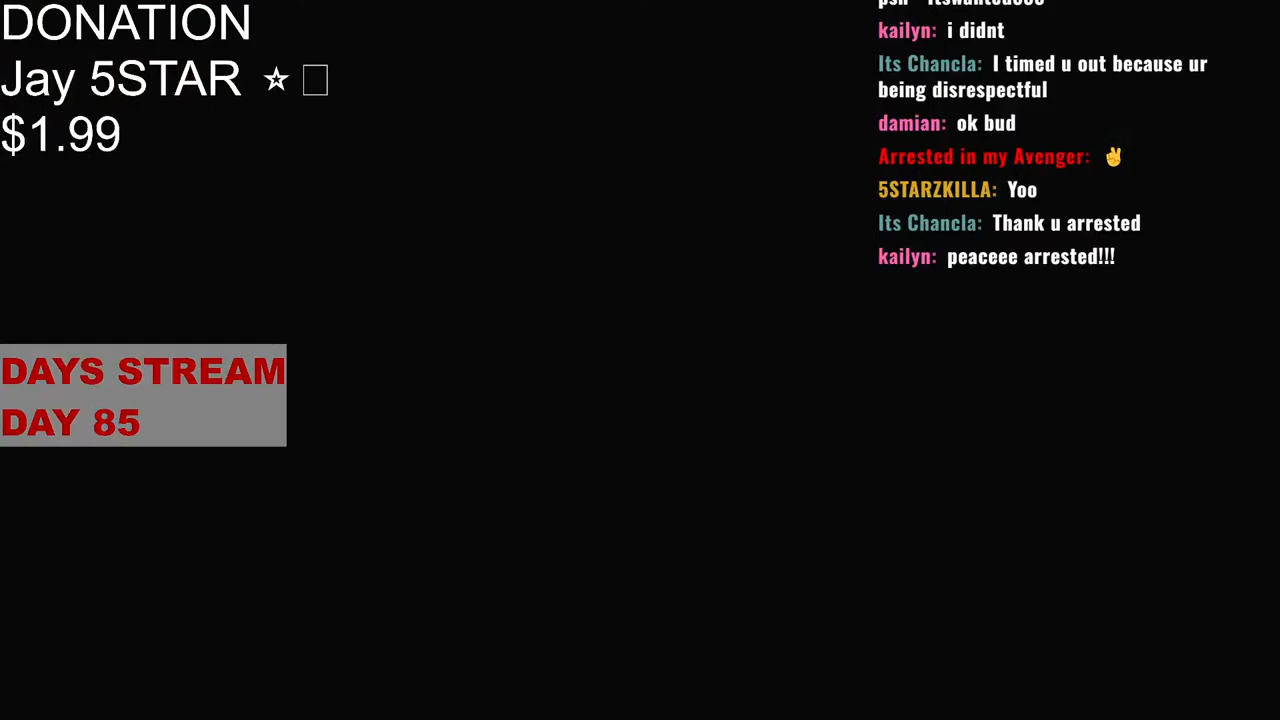 DONATION
Jay 5STAR ⭐
$1.99
DAYS STREAM
DAY 85
kailyn: i didnt
Its Chancla: I timed u out because ur
being disrespectful
damian: ok bud
Arrested in my Avenger: ✌
5STARZKILLA: Yoo
Its Chancla: Thank u arrested
kailyn: peaceee arrested!!!